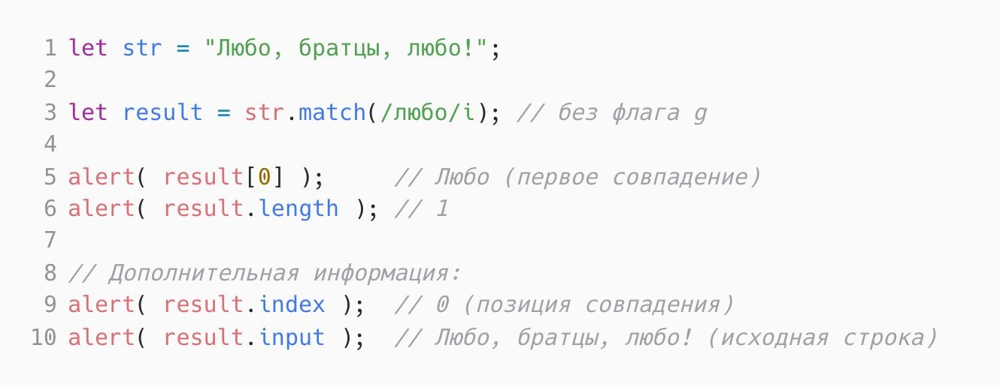 1 let str = "Любо, братцы, любо!";
2
3 let result = str.match(/любо/i); // без флага g
4
5 alert( result[0] );     // Любо (первое совпадение)
6 alert( result.length ); // 1
7
8 // Дополнительная информация:
9 alert( result.index );  // 0 (позиция совпадения)
10 alert( result.input );  // Любо, братцы, любо! (исходная строка)